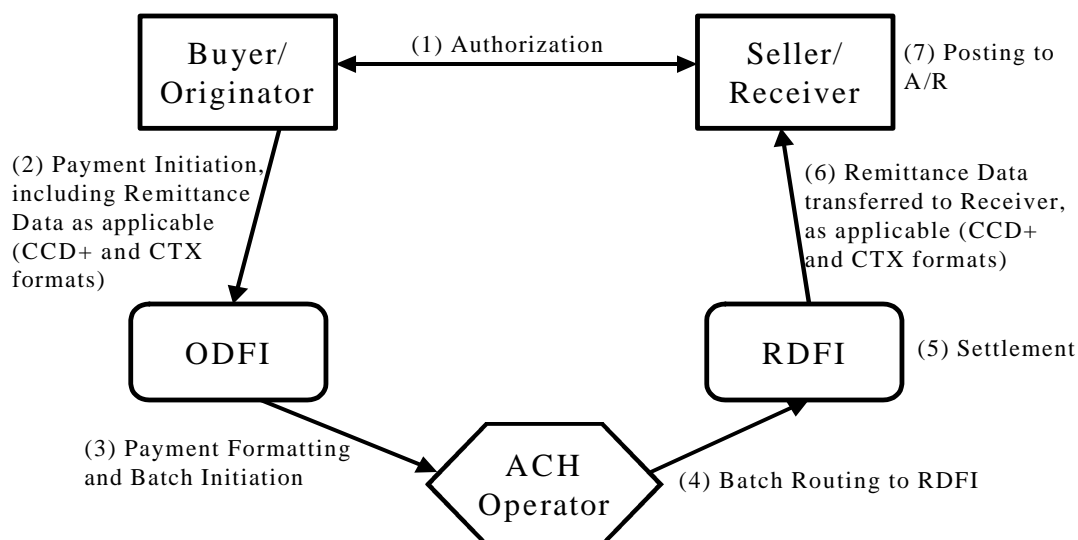 Buyer/
Originator
(1) Authorization
Seller/
Receiver
(7) Posting to
A/R
(2) Payment Initiation,
including Remittance
Data as applicable
(CCD+ and CTX
formats)
(6) Remittance Data
transferred to Receiver,
as applicable (CCD+
and CTX formats)
ODFI
RDFI
(5) Settlement
(3) Payment Formatting
and Batch Initiation
ACH
Operator
(4) Batch Routing to RDFI